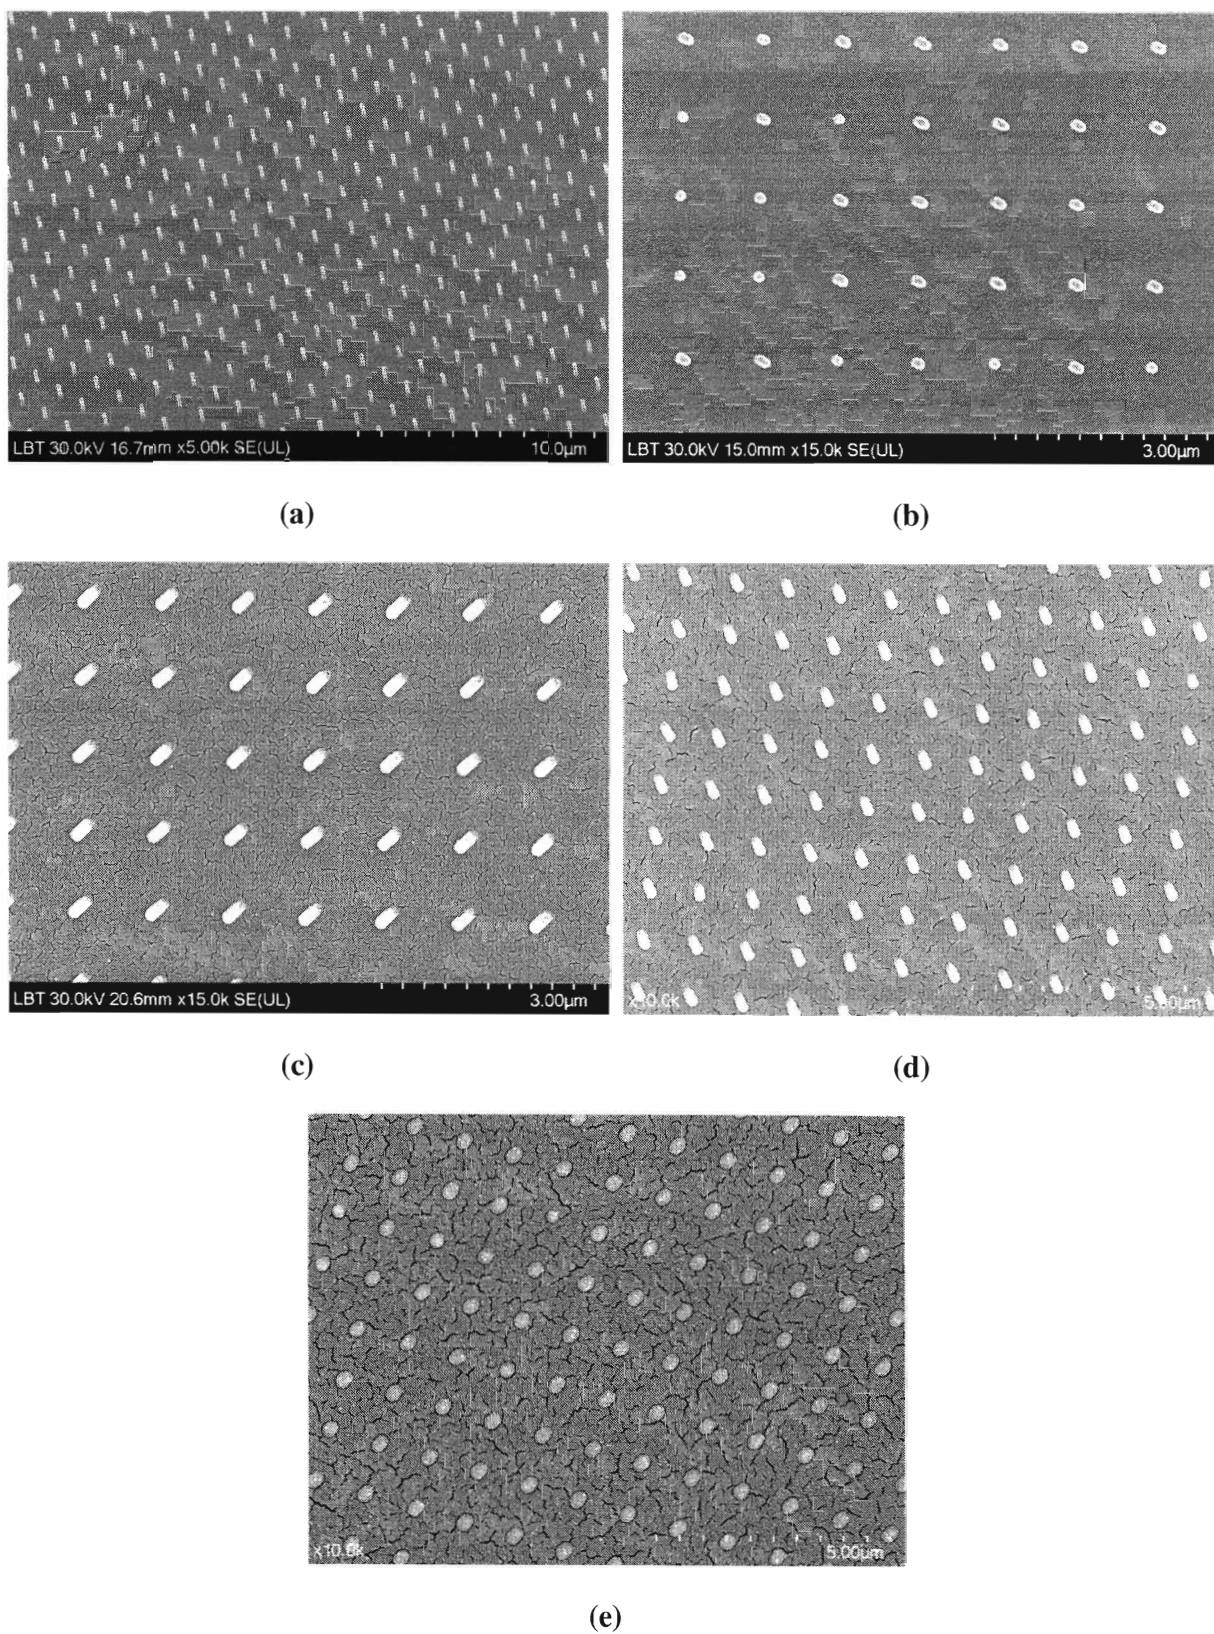 LBT 30.0kV 16.7mm x5.00k SE(UL) 10.0μm
LBT 30.0kV 15.0mm x15.0k SE(UL) 3.00μm
(a)
(b)
LBT 30.0kV 20.6mm x15.0k SE(UL) 3.00μm
x10.0k 5.00μm
(c)
(d)
x10.0k 5.00μm
(e)